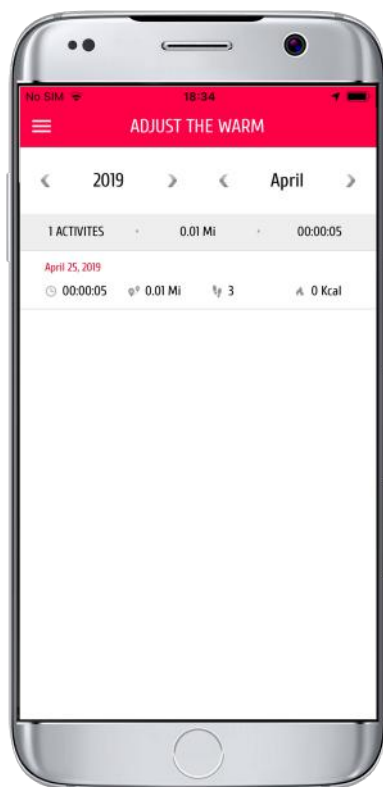 No SIM 18:34
ADJUST THE WARM
2019 April
1 ACTIVITES 0.01 Mi 00:00:05
April 25, 2019
00:00:05 0.01 Mi 3 0 Kcal